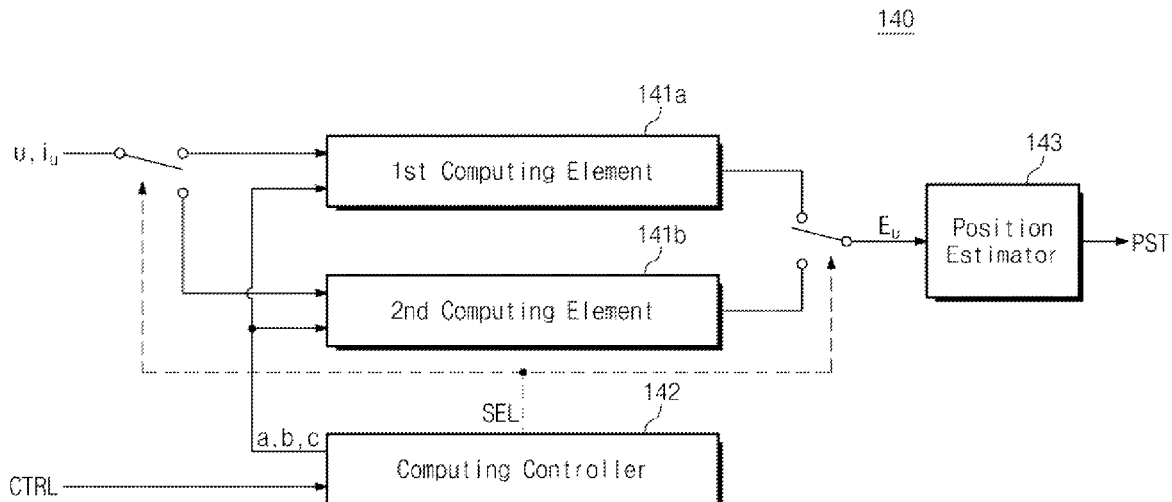 140
141a
u, iᵤ
1st Computing Element
143
Position
Estimator
Eᵤ
PST
141b
2nd Computing Element
SEL
142
a,b,c
Computing Controller
CTRL